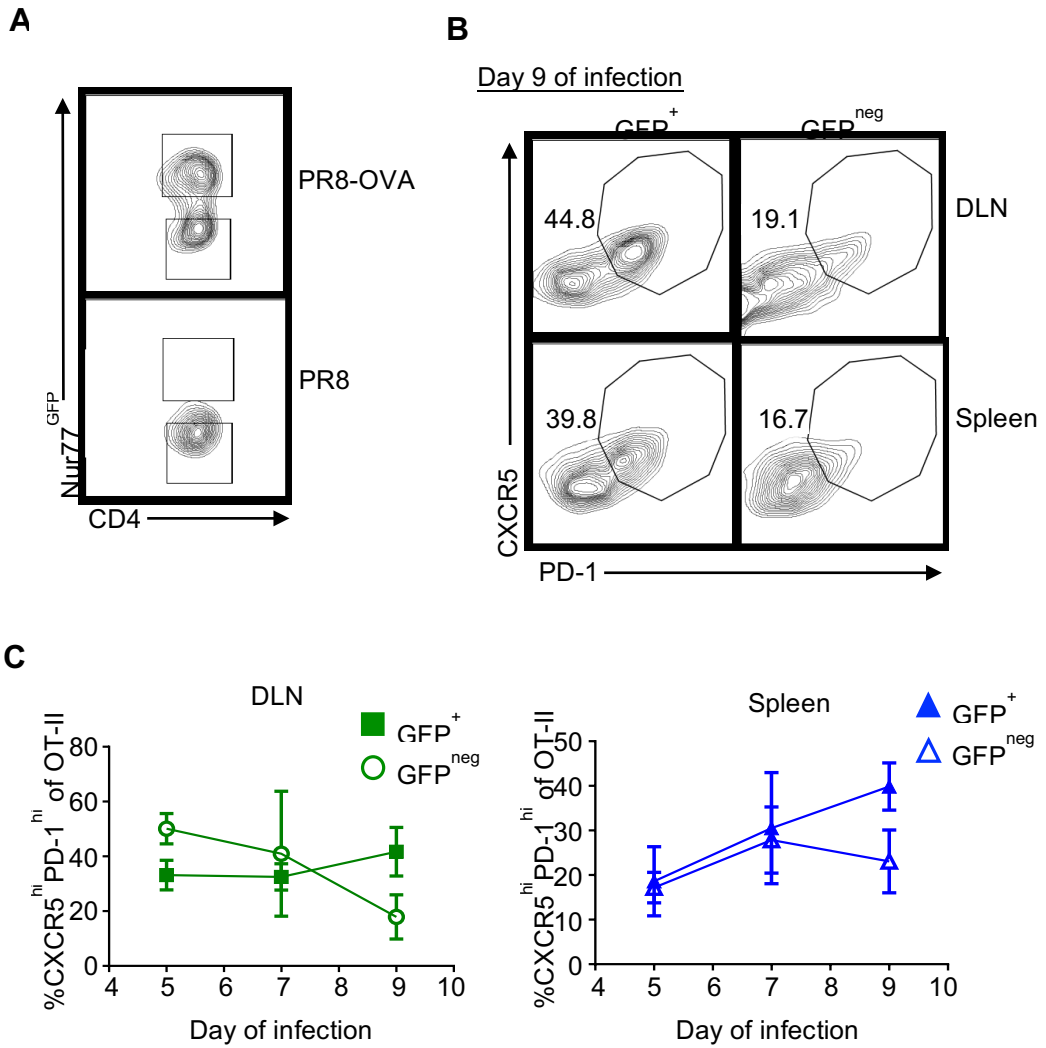 A
Nur77GFP
PR8-OVA
PR8
CD4
B
Day 9 of infection
GFP+
GFPneg
CXCR5
44.8
19.1
DLN
39.8
16.7
Spleen
PD-1
C
DLN
GFP+
GFPneg
%CXCR5hiPD-1hi of OT-II
80
60
40
20
0
4 5 6 7 8 9 10
Day of infection
Spleen
GFP+
GFPneg
%CXCR5hiPD-1hi of OT-II
50
40
30
20
10
0
4 5 6 7 8 9 10
Day of infection